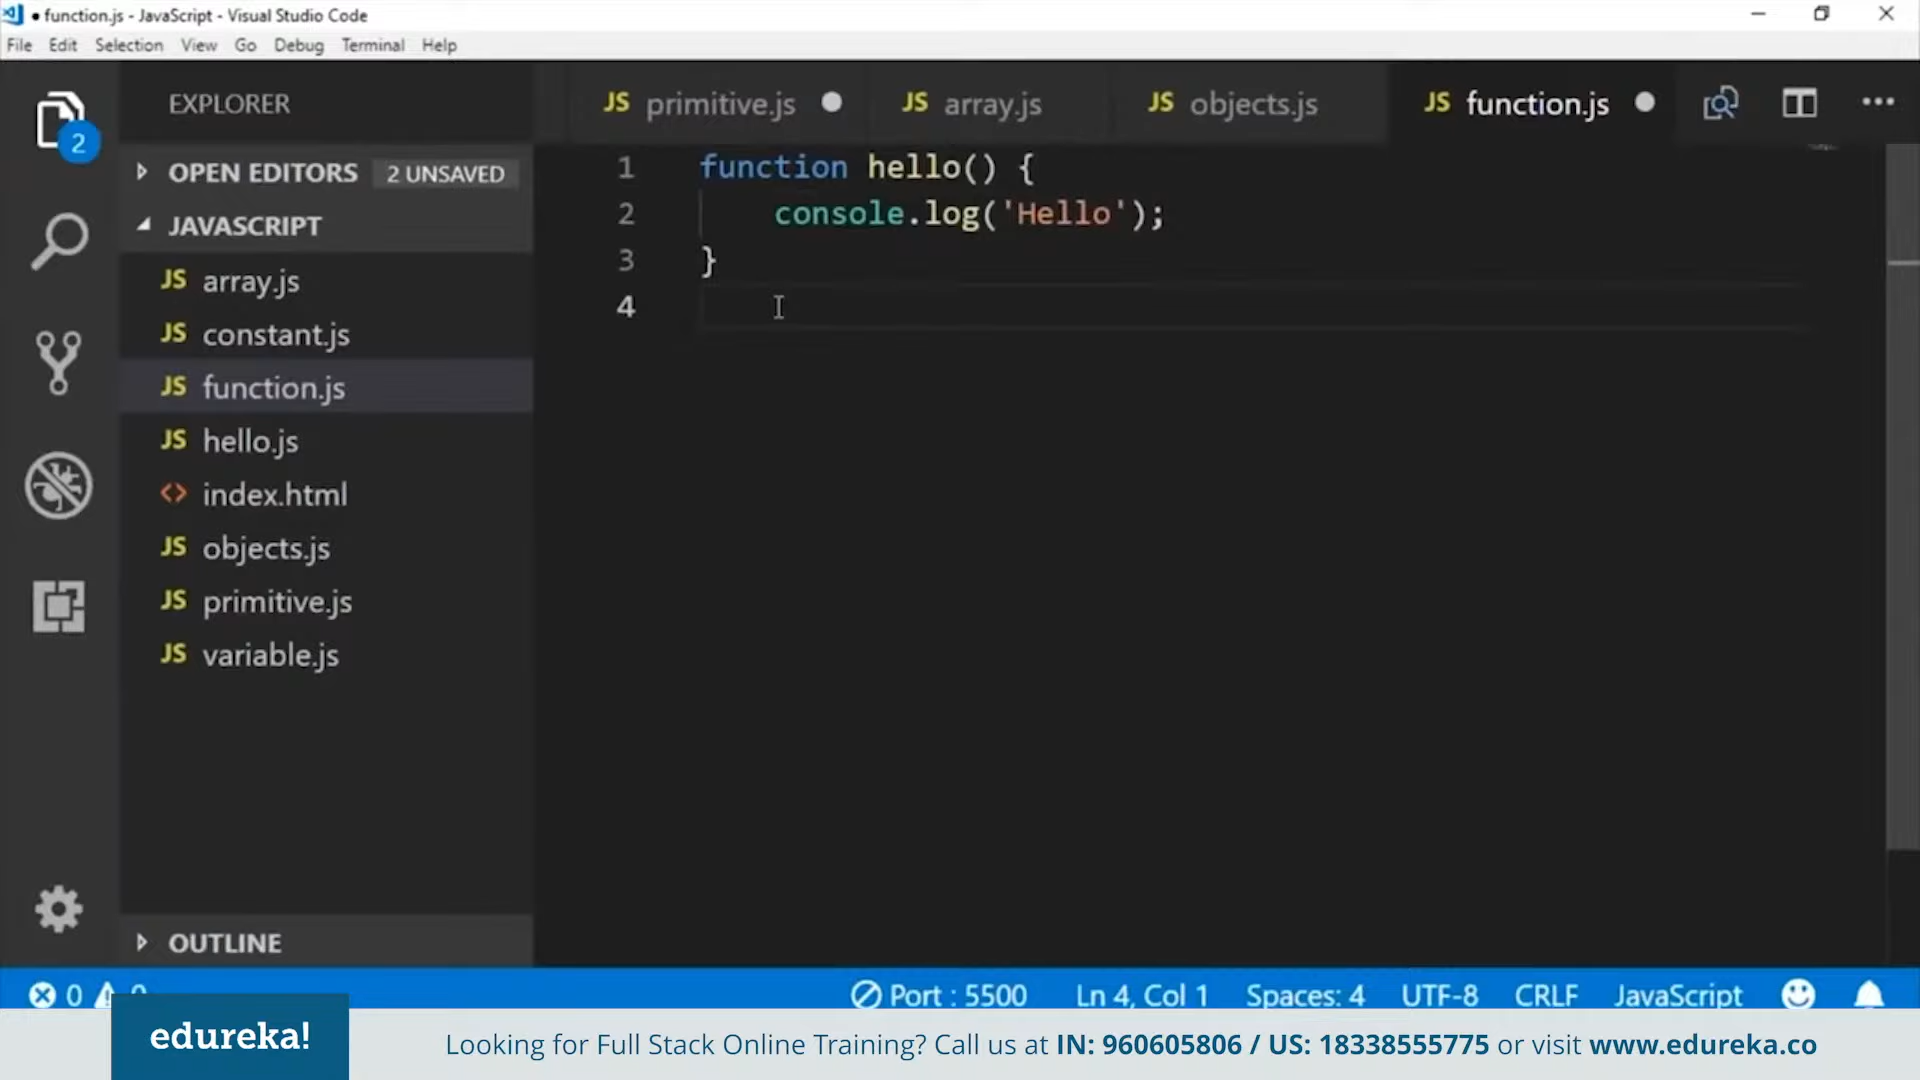 function.js - JavaScript - Visual Studio Code
File Edit Selection View Go Debug Terminal Help
EXPLORER
2
OPEN EDITORS 2 UNSAVED
JAVASCRIPT
JS array.js
JS constant.js
JS function.js
JS hello.js
<> index.html
JS objects.js
JS primitive.js
JS variable.js
OUTLINE
JS primitive.js JS array.js JS objects.js JS function.js
1 function hello() {
2 console.log('Hello');
3 }
4
0 Port : 5500 Ln 4, Col 1 Spaces: 4 UTF-8 CRLF JavaScript
edureka!
Looking for Full Stack Online Training? Call us at IN: 960605806 / US: 18338555775 or visit www.edureka.co